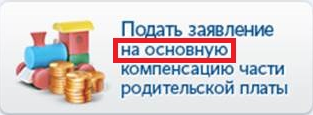 Подать заявление
на основную
компенсацию части
родительской платы